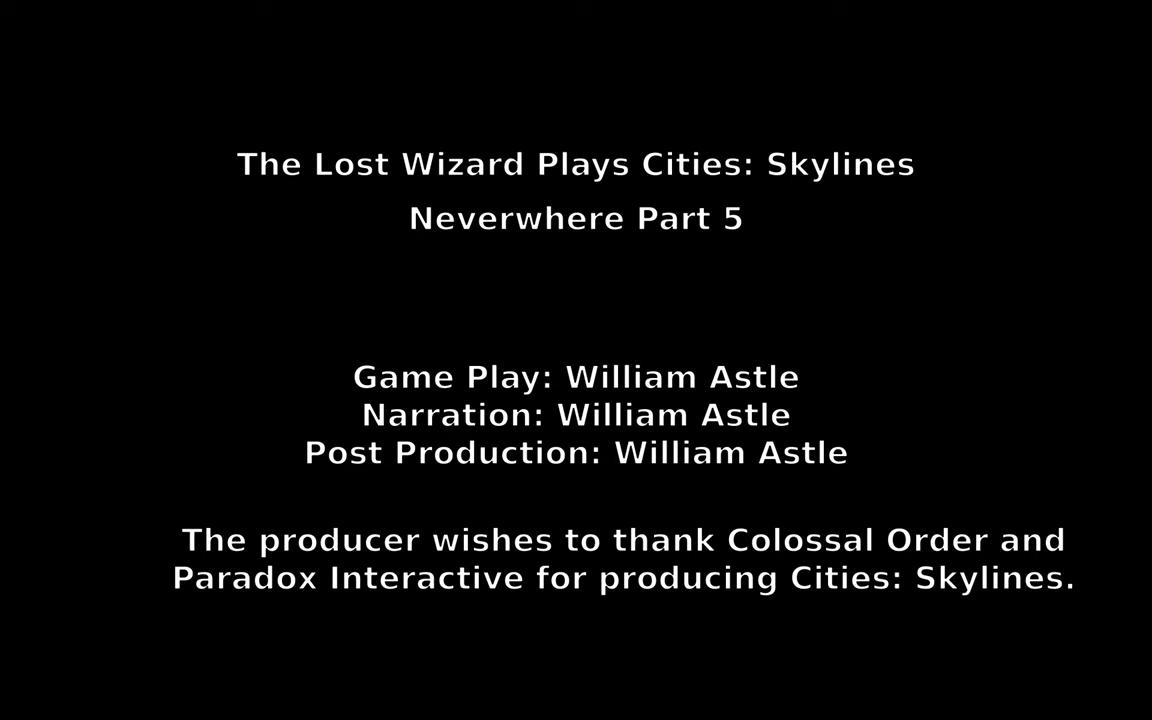 The Lost Wizard Plays Cities: Skylines
Neverwhere Part 5
Game Play: William Astle
Narration: William Astle
Post Production: William Astle
The producer wishes to thank Colossal Order and
Paradox Interactive for producing Cities: Skylines.